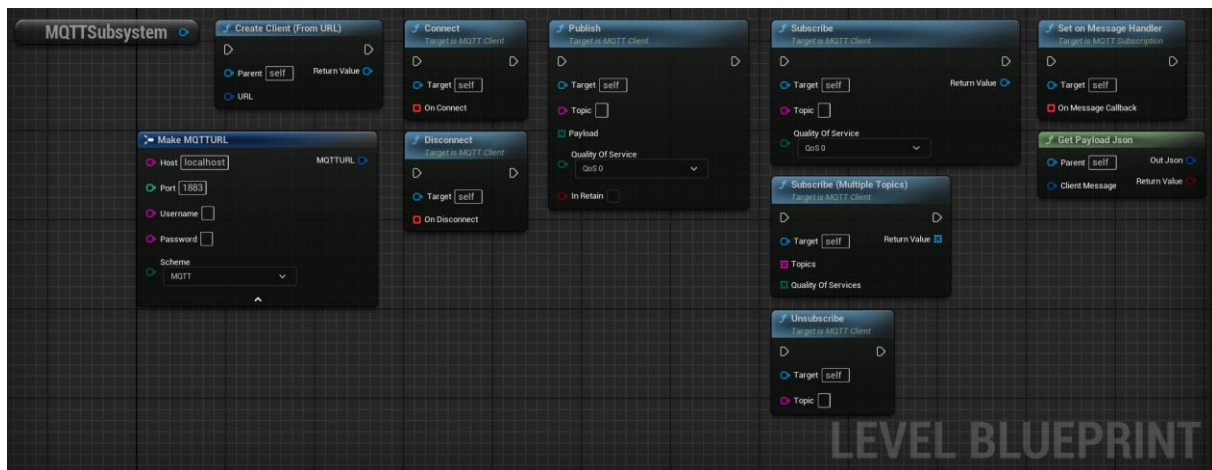 MQTTSubsystem
Create Client (From URL)
Parent self Return Value
URL
Make MQTTURL
Host localhost MQTTURL
Port 1883
Username
Password
Scheme
MQTT
Connect
Target is MQTT Client
Target self
On Connect
Disconnect
Target is MQTT Client
Target self
On Disconnect
Publish
Target is MQTT Client
Target self
Topic
Payload
Quality Of Service
QoS 0
In Retain
Subscribe
Target is MQTT Client
Target self Return Value
Topic
Quality Of Service
QoS 0
Subscribe (Multiple Topics)
Target is MQTT Client
Target self Return Value
Topics
Quality Of Services
Unsubscribe
Target is MQTT Client
Target self
Topic
Set on Message Handler
Target is MQTT Subscription
Target self
On Message Callback
Get Payload Json
Parent self Out Json
Client Message Return Value
LEVEL BLUEPRINT